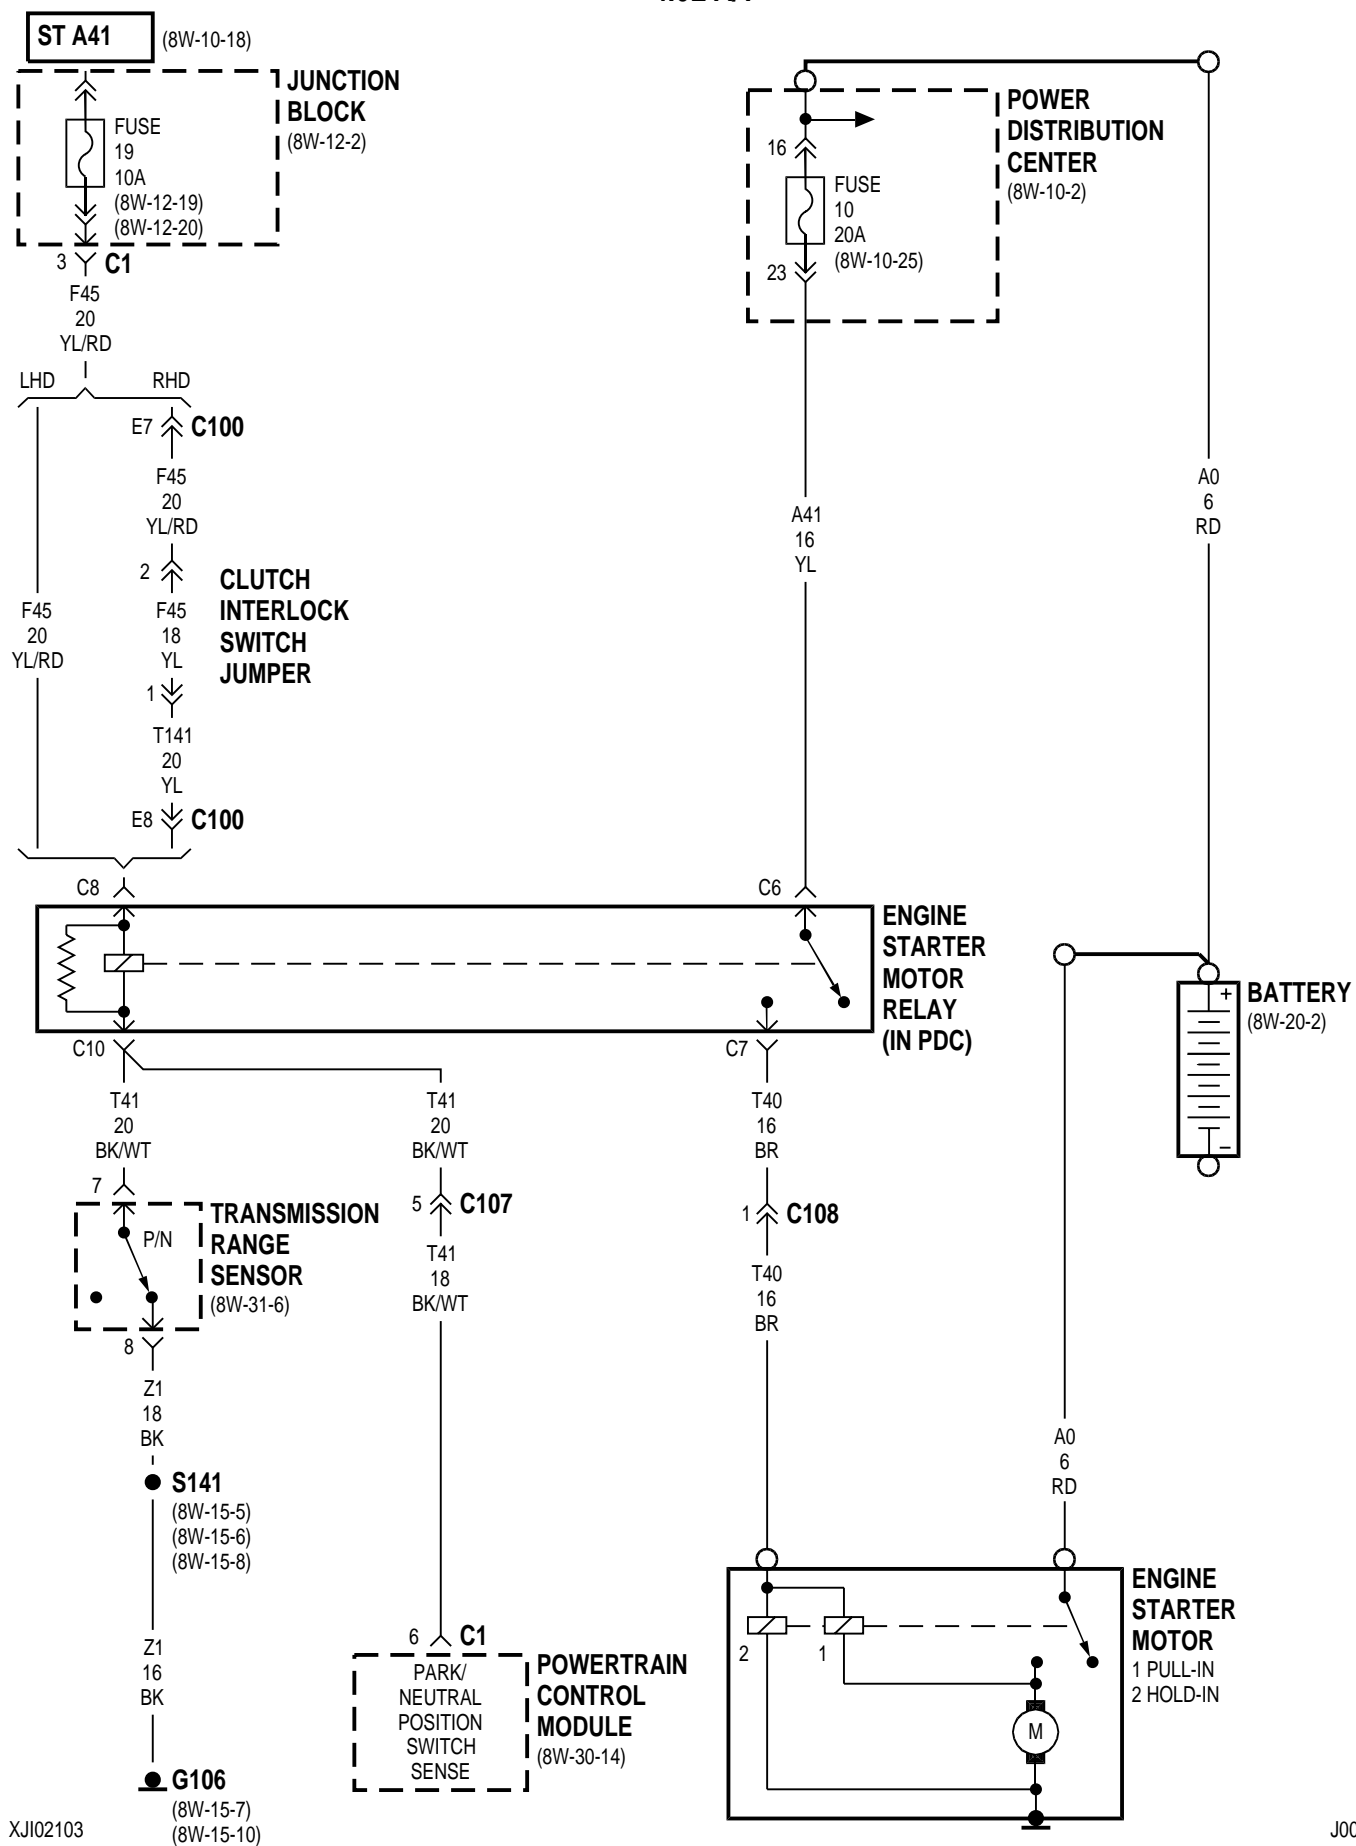 ST A41
(8W-10-18)
JUNCTION
BLOCK
(8W-12-2)
FUSE
19
10A
(8W-12-19)
(8W-12-20)
3
C1
F45
20
YL/RD
LHD
RHD
E7
C100
F45
20
YL/RD
2
CLUTCH
INTERLOCK
SWITCH
JUMPER
F45
20
YL/RD
F45
18
YL
1
T141
20
YL
E8
C100
POWER
DISTRIBUTION
CENTER
(8W-10-2)
16
FUSE
10
20A
(8W-10-25)
23
A41
16
YL
A0
6
RD
C8
C6
ENGINE
STARTER
MOTOR
RELAY
(IN PDC)
C10
C7
+
BATTERY
(8W-20-2)
–
T41
20
BK/WT
T41
20
BK/WT
T40
16
BR
7
TRANSMISSION
RANGE
SENSOR
(8W-31-6)
P/N
8
5
C107
T41
18
BK/WT
1
C108
T40
16
BR
Z1
18
BK
S141
(8W-15-5)
(8W-15-6)
(8W-15-8)
Z1
16
BK
G106
(8W-15-7)
(8W-15-10)
6
C1
PARK/
NEUTRAL
POSITION
SWITCH
SENSE
POWERTRAIN
CONTROL
MODULE
(8W-30-14)
A0
6
RD
ENGINE
STARTER
MOTOR
1 PULL-IN
2 HOLD-IN
2
1
M
XJI02103
J00